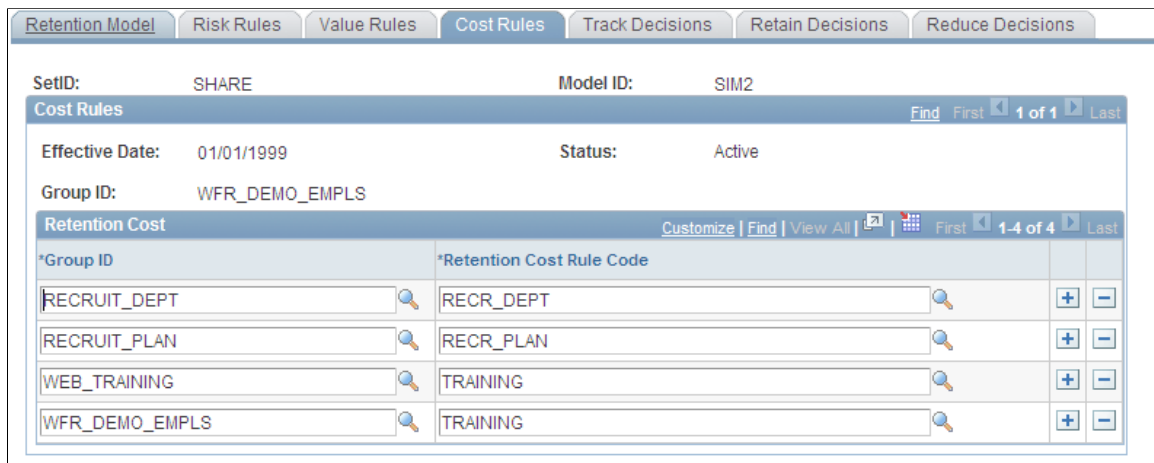 Retention Model Risk Rules Value Rules Cost Rules Track Decisions Retain Decisions Reduce Decisions
SetID: SHARE Model ID: SIM2
Cost Rules Find First 1 of 1 Last
Effective Date: 01/01/1999 Status: Active
Group ID: WFR_DEMO_EMPLS
Retention Cost Customize | Find | View All | | First 1-4 of 4 Last
*Group ID *Retention Cost Rule Code
RECRUIT_DEPT RECR_DEPT
RECRUIT_PLAN RECR_PLAN
WEB_TRAINING TRAINING
WFR_DEMO_EMPLS TRAINING